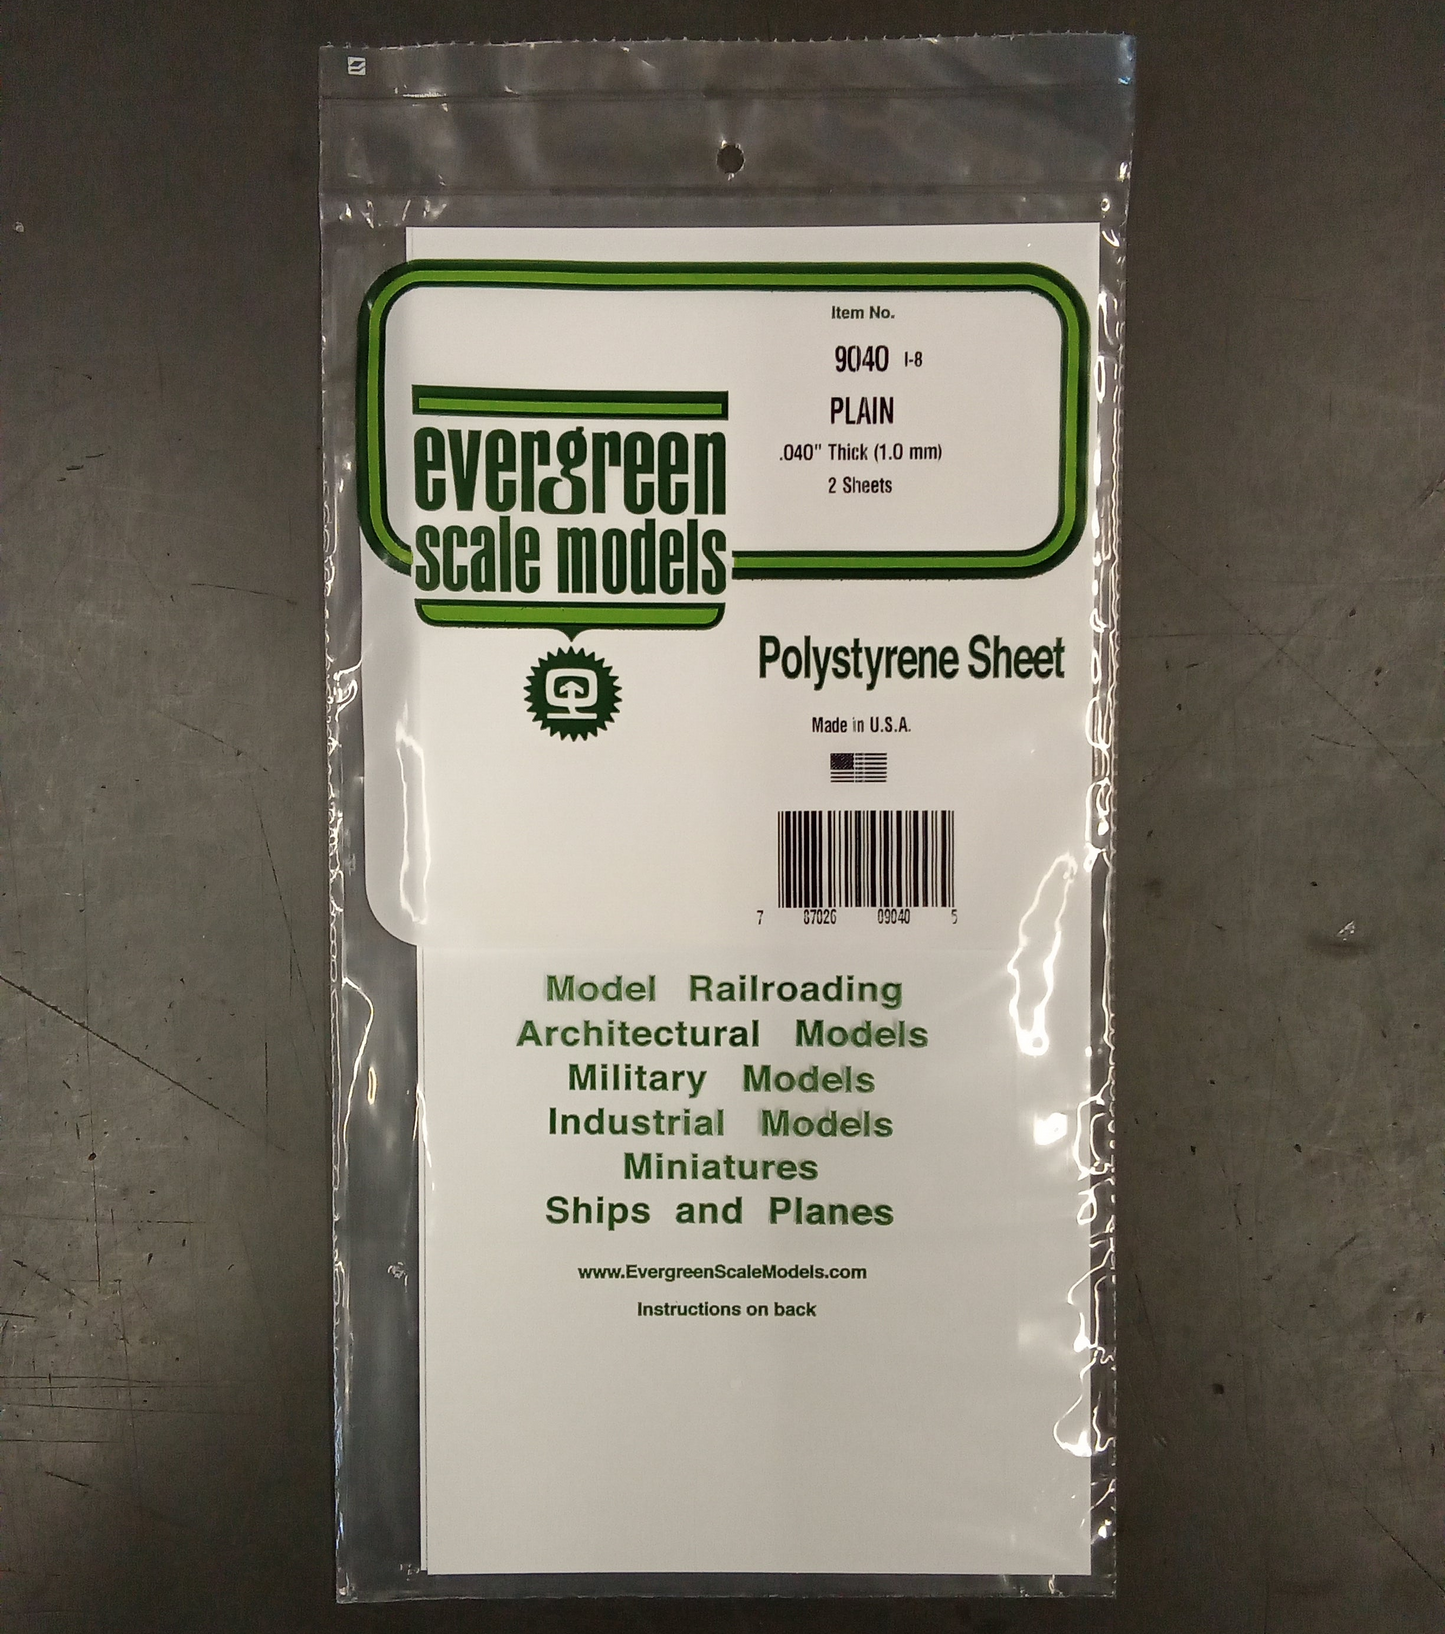 Item No.
9040 I-8
PLAIN
.040" Thick (1.0 mm)
2 Sheets
evergreen
scale models
Polystyrene Sheet
Made in U.S.A.
7 87026 09040 5
Model Railroading
Architectural Models
Military Models
Industrial Models
Miniatures
Ships and Planes
www.EvergreenScaleModels.com
Instructions on back